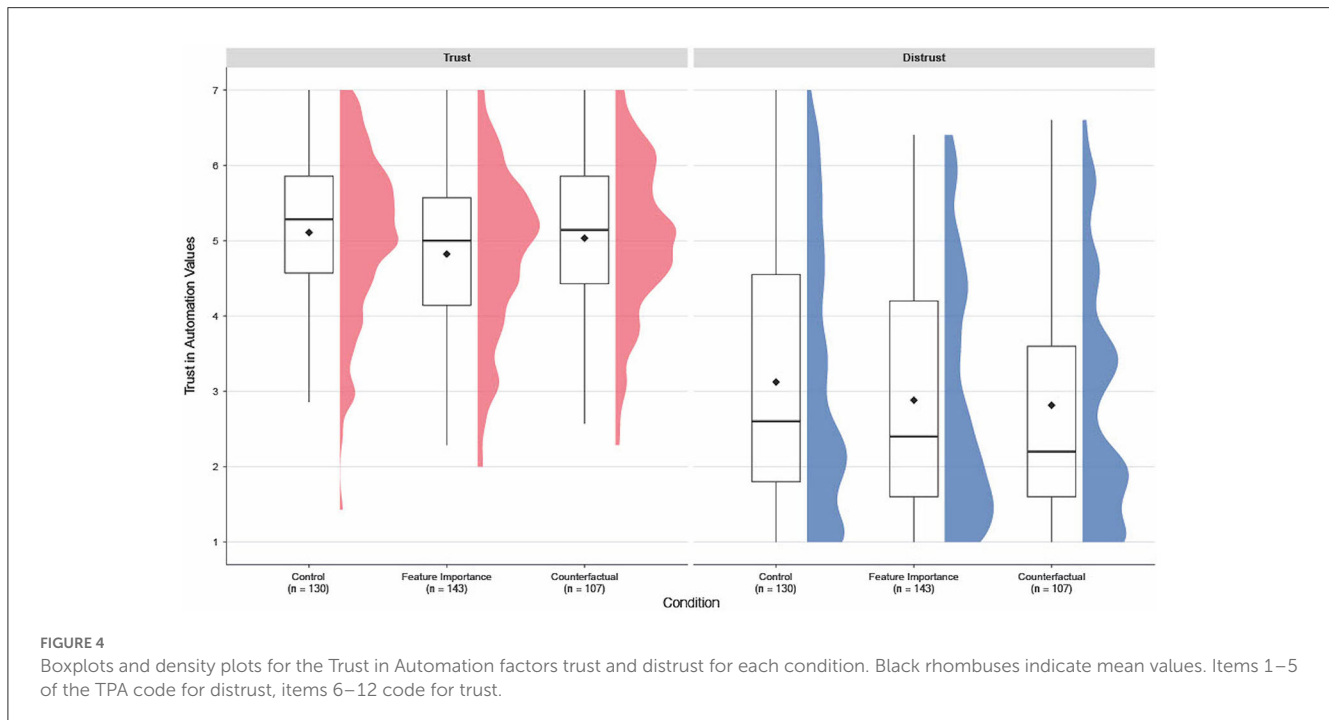 Trust
Distrust
Trust in Automation Values
7
6
5
4
3
2
1
Control
(n = 130)
Feature Importance
(n = 143)
Counterfactual
(n = 107)
Control
(n = 130)
Feature Importance
(n = 143)
Counterfactual
(n = 107)
Condition
FIGURE 4
Boxplots and density plots for the Trust in Automation factors trust and distrust for each condition. Black rhombuses indicate mean values. Items 1–5
of the TPA code for distrust, items 6–12 code for trust.